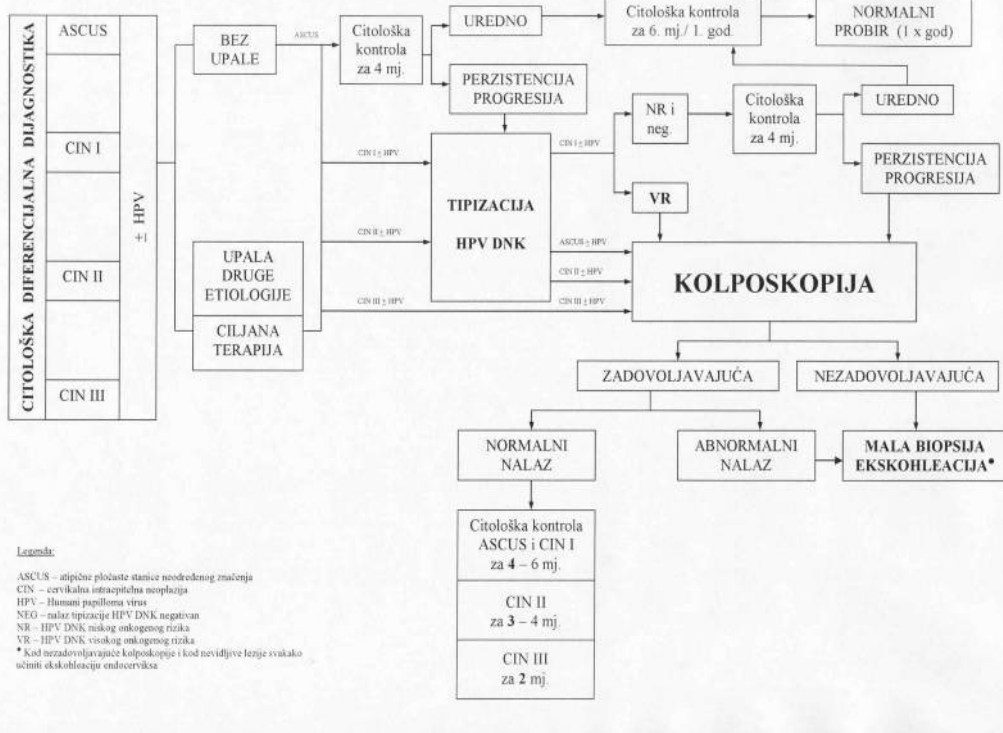 CITOLOŠKA DIFERENCIJALNA DIJAGNOSTIKA
ASCUS
CIN I
CIN II
CIN III
± HPV
BEZ
UPALE
UPALA
DRUGE
ETIOLOGIJE
CILJANA
TERAPIJA
ASCUS
Citološka
kontrola
za 4 mj.
UREDNO
PERZISTENCIJA
PROGRESIJA
Citološka kontrola
za 6. mj./ 1. god.
NORMALNI
PROBIR (1 x god)
CIN I ± HPV
CIN II ± HPV
CIN III ± HPV
TIPIZACIJA
HPV DNK
CIN I ± HPV
ASCUS ± HPV
CIN II ± HPV
CIN III ± HPV
NR i
neg.
VR
Citološka
kontrola
za 4 mj.
UREDNO
PERZISTENCIJA
PROGRESIJA
KOLPOSKOPIJA
ZADOVOLJAVAJUĆA
NEZADOVOLJAVAJUĆA
NORMALNI
NALAZ
ABNORMALNI
NALAZ
MALA BIOPSIJA
EKSKOHLEACIJA•
Citološka kontrola
ASCUS i CIN I
za 4 – 6 mj.
CIN II
za 3 – 4 mj.
CIN III
za 2 mj.
Legenda:
ASCUS – atipične pločaste stanice neodređenog značenja
CIN – cervikalna intraepitelna neoplazija
HPV – Humani papilloma virus
NEG – nalaz tipizacije HPV DNK negativan
NR – HPV DNK niskog onkogenog rizika
VR – HPV DNK visokog onkogenog rizika
• Kod nezadovoljavajuće kolposkopije i kod nevidljive lezije svakako
učiniti ekskohleaciju endocerviksa